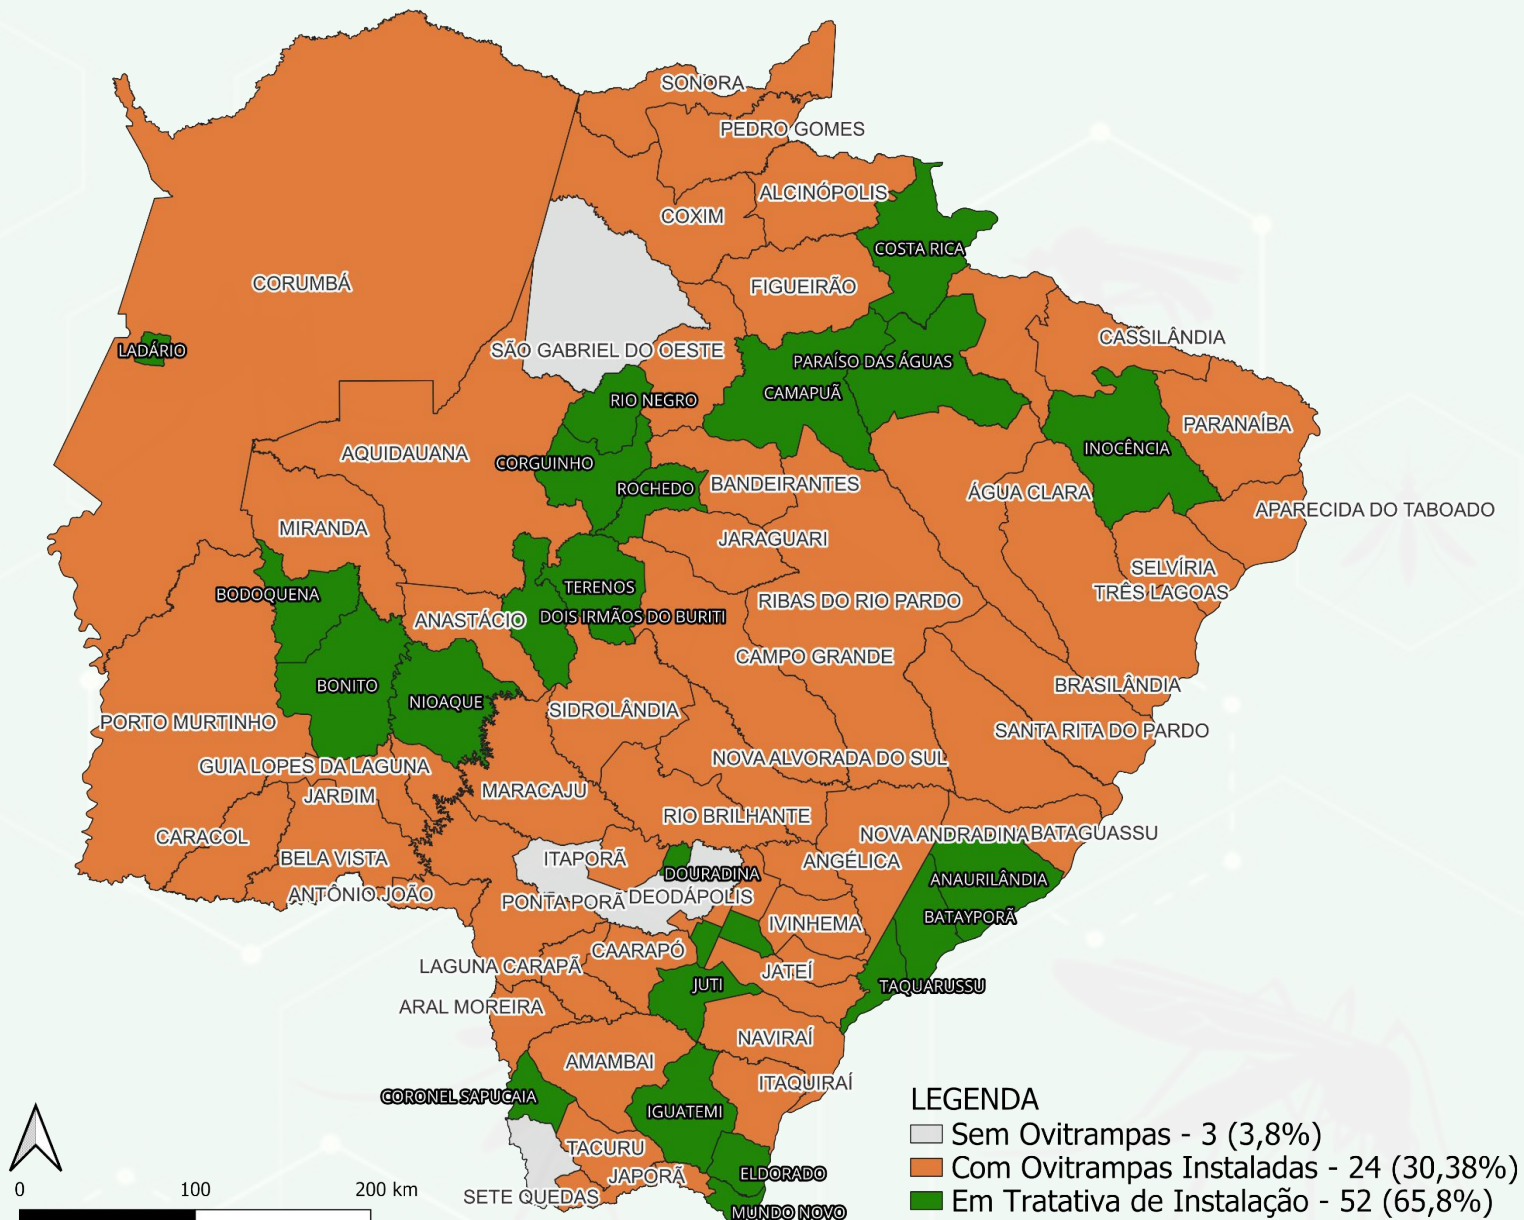 SONORA
PEDRO GOMES
ALCINÓPOLIS
COXIM
COSTA RICA
CORUMBÁ
FIGUEIRÃO
CASSILÂNDIA
LADÁRIO
SÃO GABRIEL DO OESTE
PARAÍSO DAS ÁGUAS
CAMAPUÃ
RIO NEGRO
PARANAÍBA
AQUIDAUANA
INOCÊNCIA
CORGUINHO
ROCHEDO
BANDEIRANTES
ÁGUA CLARA
APARECIDA DO TABOADO
MIRANDA
JARAGUARI
SELVÍRIA
TERENOS
BODOQUENA
TRÊS LAGOAS
RIBAS DO RIO PARDO
ANASTÁCIO
DOIS IRMÃOS DO BURITI
CAMPO GRANDE
BONITO
BRASILÂNDIA
NIOAQUE
SIDROLÂNDIA
PORTO MURTINHO
SANTA RITA DO PARDO
NOVA ALVORADA DO SUL
GUIA LOPES DA LAGUNA
MARACAJU
JARDIM
RIO BRILHANTE
CARACOL
NOVA ANDRADINA
BATAGUASSU
BELA VISTA
ITAPORÃ
ANGÉLICA
DOURADINA
ANAURILÂNDIA
ANTÔNIO JOÃO
PONTA PORÃ
DEODÁPOLIS
BATAYPORÃ
IVINHEMA
CAARAPÓ
LAGUNA CARAPÃ
JATEÍ
JUTI
TAQUARUSSU
ARAL MOREIRA
NAVIRAÍ
AMAMBAI
ITAQUIRAÍ
CORONEL SAPUCAIA
IGUATEMI
TACURU
ELDORADO
JAPORÃ
SETE QUEDAS
MUNDO NOVO
LEGENDA
Sem Ovitrampas - 3 (3,8%)
Com Ovitrampas Instaladas - 24 (30,38%)
Em Tratativa de Instalação - 52 (65,8%)
0 100 200 km